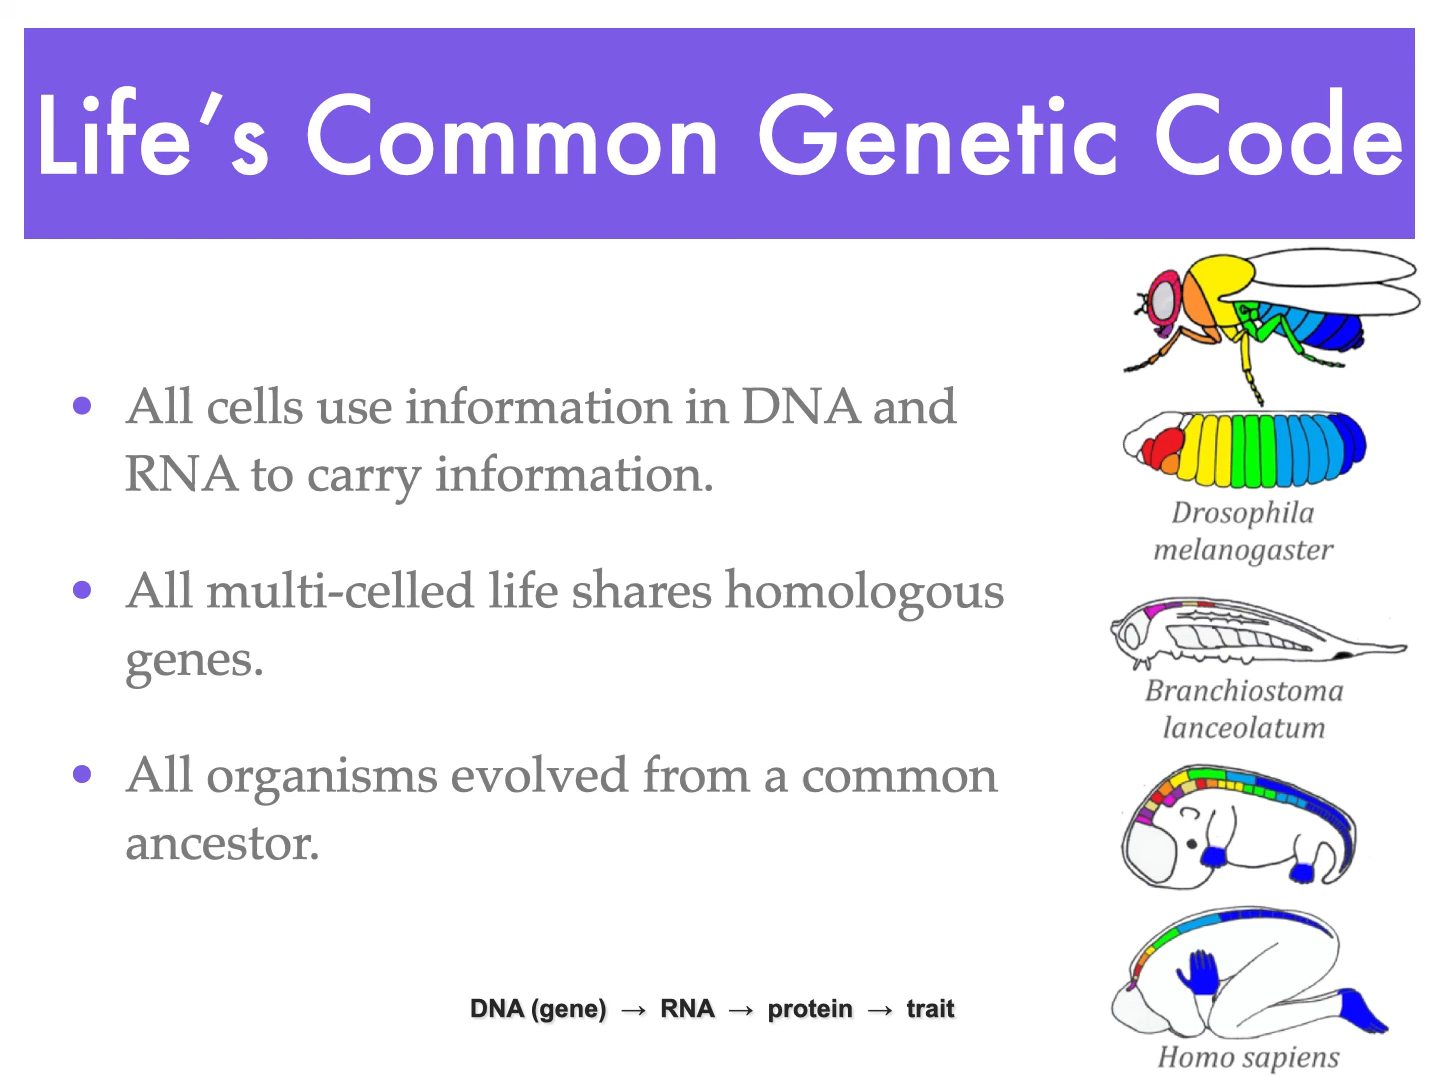 Life’s Common Genetic Code
• All cells use information in DNA and
RNA to carry information.
• All multi-celled life shares homologous
genes.
• All organisms evolved from a common
ancestor.
DNA (gene) → RNA → protein → trait
Drosophila
melanogaster
Branchiostoma
lanceolatum
Homo sapiens